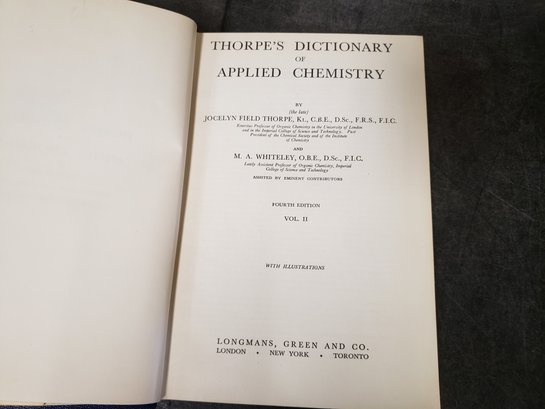 THORPE'S DICTIONARY
OF
APPLIED CHEMISTRY
BY
(the late)
JOCELYN FIELD THORPE, Kt., C.B.E., D.Sc., F.R.S., F.I.C.
Emeritus Professor of Organic Chemistry in the University of London
and in the Imperial College of Science and Technology. Past
President of the Chemical Society and of the Institute
of Chemistry
AND
M. A. WHITELEY, O.B.E., D.Sc., F.I.C.
Lately Assistant Professor of Organic Chemistry, Imperial
College of Science and Technology
ASSISTED BY EMINENT CONTRIBUTORS
FOURTH EDITION
VOL. II
WITH ILLUSTRATIONS
LONGMANS, GREEN AND CO.
LONDON • NEW YORK • TORONTO